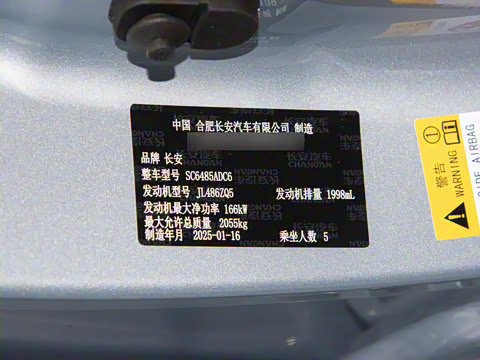 中国 合肥长安汽车有限公司 制造
品牌 长安
整车型号 SC6485ADC6
发动机型号 JL486ZQ5 发动机排量 1998mL
发动机最大净功率 166kW
最大允许总质量 2055kg
制造年月 2025-01-16 乘坐人数 5
警告
WARNING
SIDE AIRBAG